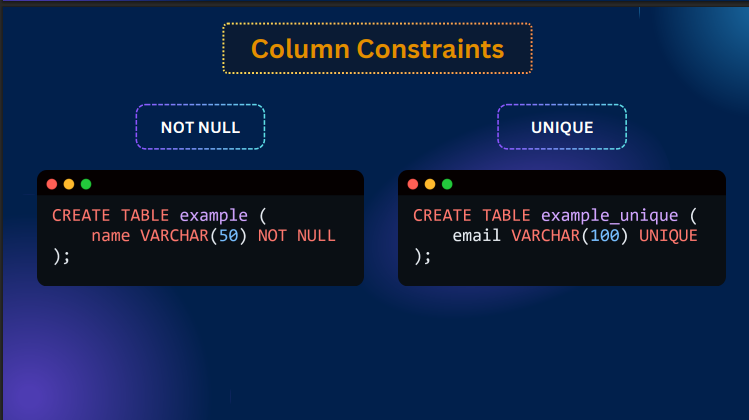 Column Constraints
NOT NULL
CREATE TABLE example (
    name VARCHAR(50) NOT NULL
);
UNIQUE
CREATE TABLE example_unique (
    email VARCHAR(100) UNIQUE
);